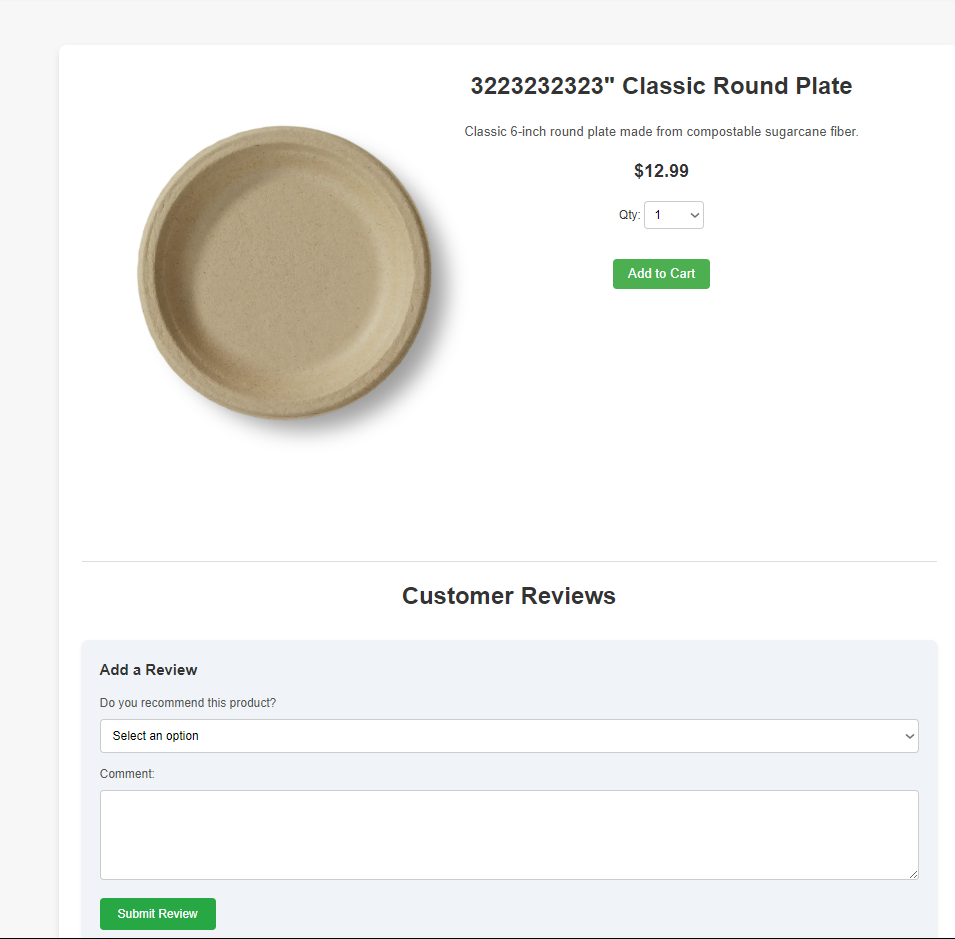 3223232323" Classic Round Plate
Classic 6-inch round plate made from compostable sugarcane fiber.
$12.99
Qty: 1
Add to Cart
Customer Reviews
Add a Review
Do you recommend this product?
Select an option
Comment:
Submit Review